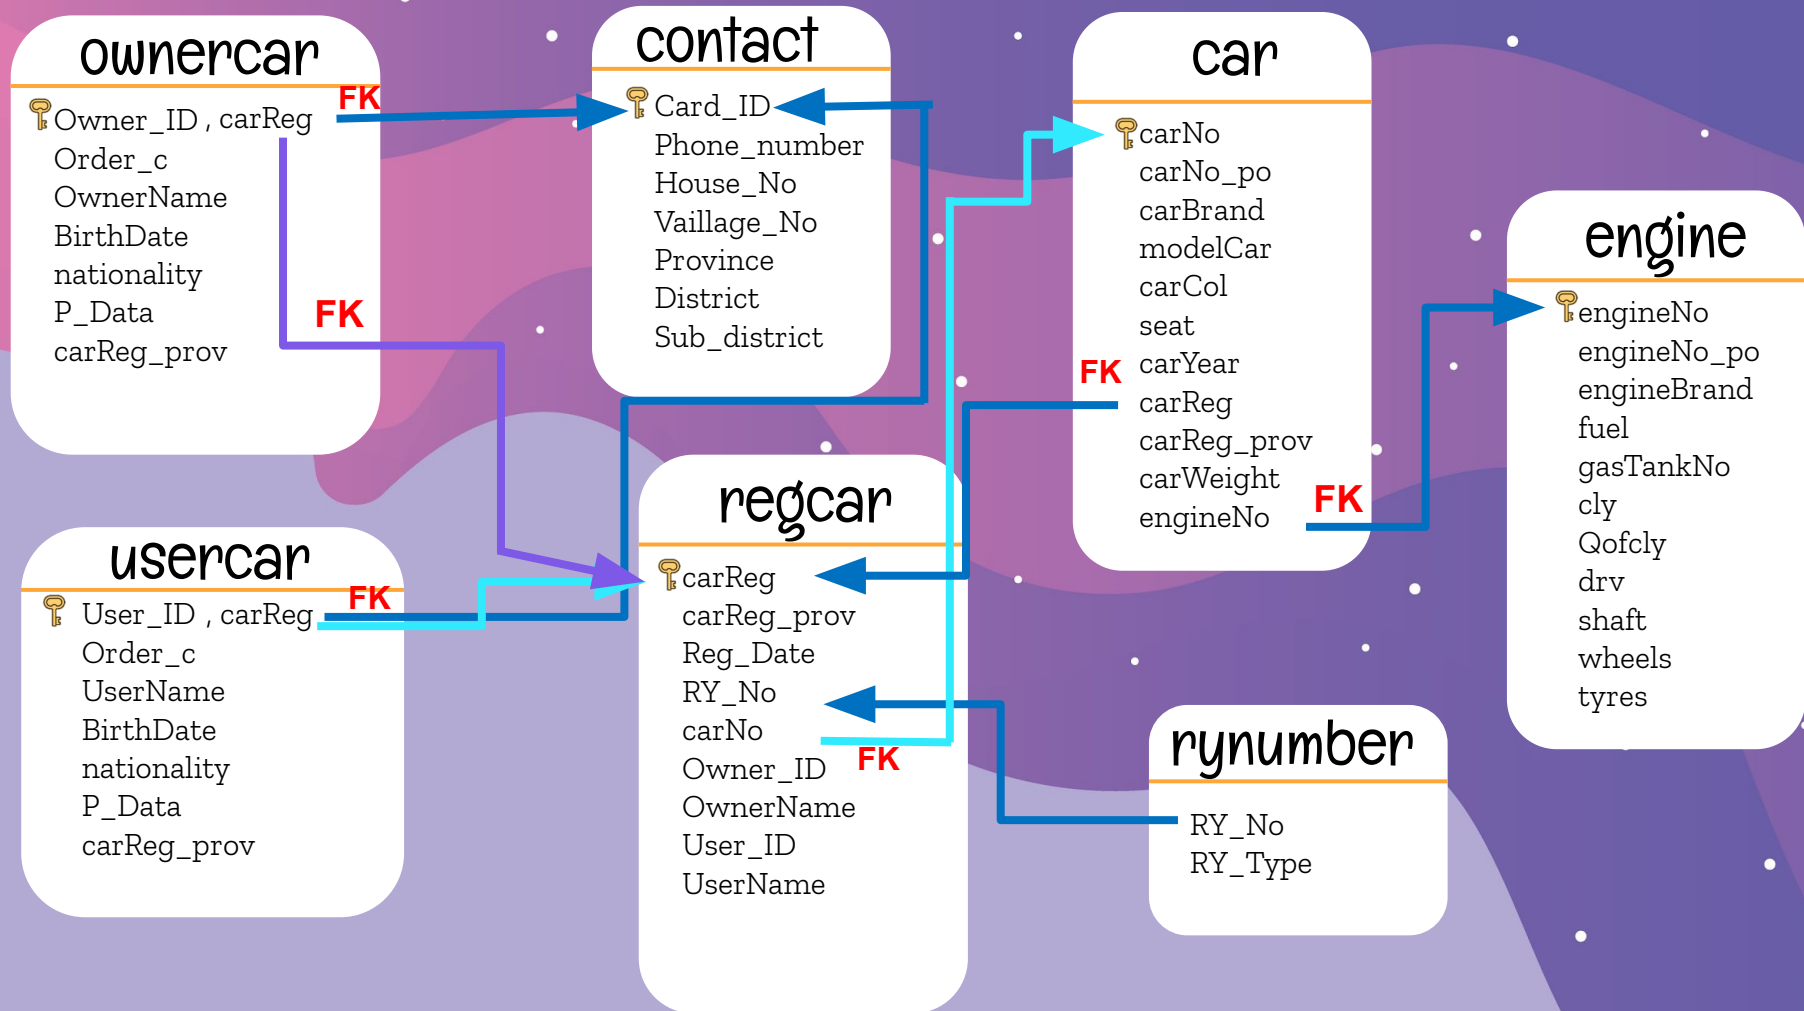 ownercar
FK
Owner_ID , carReg
Order_c
OwnerName
BirthDate
nationality
P_Data
FK
carReg_prov
contact
Card_ID
Phone_number
House_No
Vaillage_No
Province
District
Sub_district
car
carNo
carNo_po
carBrand
modelCar
carCol
seat
carYear
FK
carReg
carReg_prov
carWeight
FK
engineNo
engine
engineNo
engineNo_po
engineBrand
fuel
gasTankNo
cly
Qofcly
drv
shaft
wheels
tyres
usercar
FK
User_ID , carReg
Order_c
UserName
BirthDate
nationality
P_Data
carReg_prov
regcar
carReg
carReg_prov
Reg_Date
RY_No
carNo
FK
Owner_ID
OwnerName
User_ID
UserName
rynumber
RY_No
RY_Type